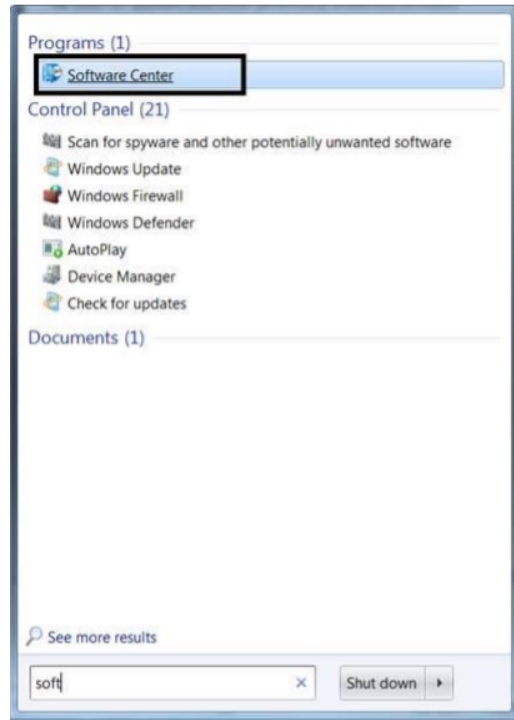 Programs (1)
Software Center
Control Panel (21)
Scan for spyware and other potentially unwanted software
Windows Update
Windows Firewall
Windows Defender
AutoPlay
Device Manager
Check for updates
Documents (1)
See more results
soft
Shut down